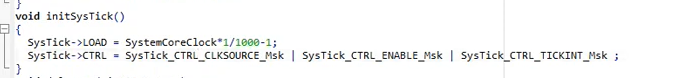 }
void initSysTick()
{
SysTick->LOAD = SystemCoreClock*1/1000-1;
SysTick->CTRL = SysTick_CTRL_CLKSOURCE_Msk | SysTick_CTRL_ENABLE_Msk | SysTick_CTRL_TICKINT_Msk ;
}